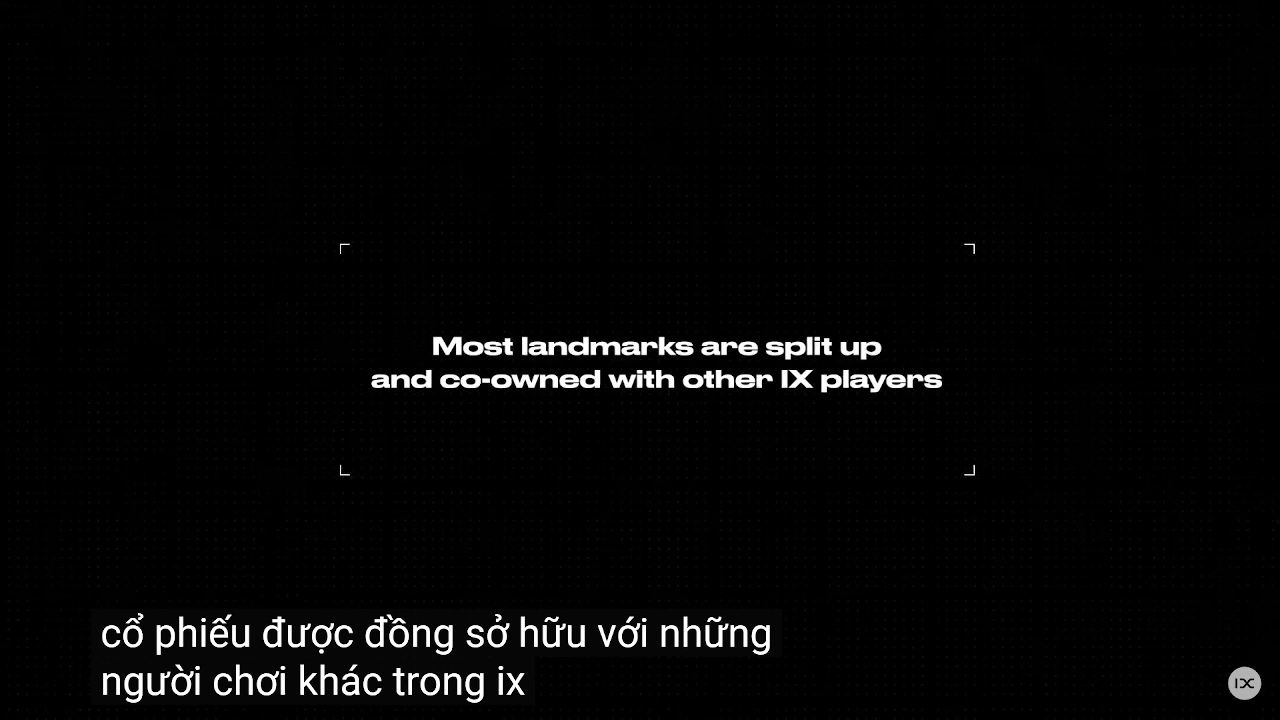 Most landmarks are split up
and co-owned with other IX players
cổ phiếu được đồng sở hữu với những
người chơi khác trong ix
IX